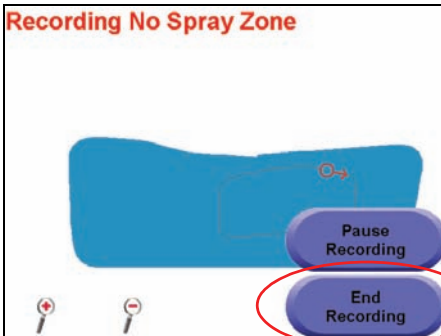 Recording No Spray Zone
Pause
Recording
End
Recording